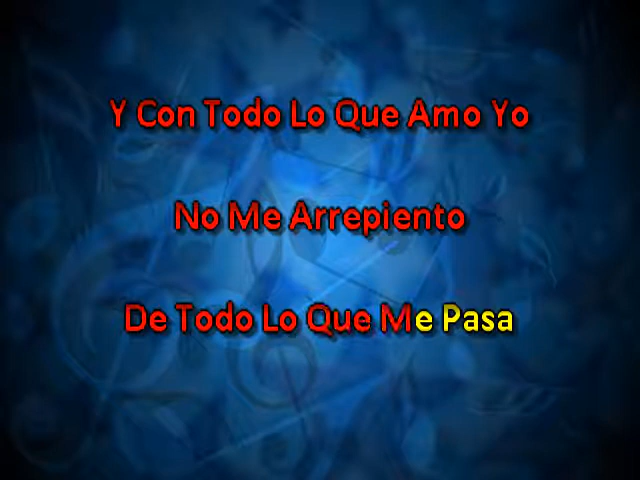 Y Con Todo Lo Que Amo Yo
No Me Arrepiento
De Todo Lo Que Me Pasa